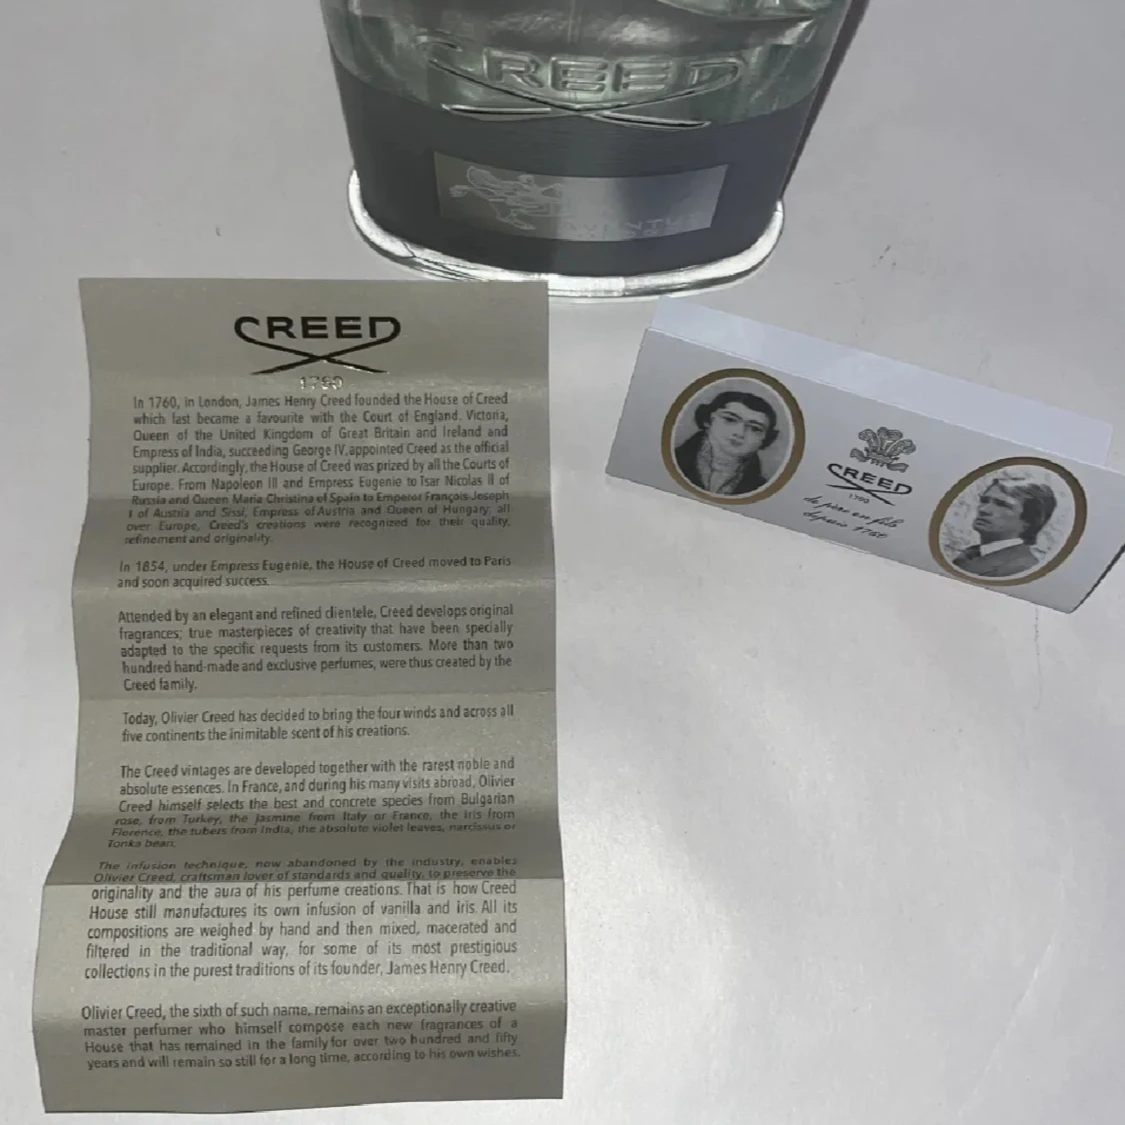 CREED
AVENTUS
CREED
1760
In 1760, in London, James Henry Creed founded the House of Creed
which last became a favourite with the Court of England. Victoria,
Queen of the United Kingdom of Great Britain and Ireland and
Empress of India, succeeding George IV, appointed Creed as the official
supplier. Accordingly, the House of Creed was prized by all the Courts of
Europe. From Napoleon III and Empress Eugenie to Tsar Nicolas II of
Russia and Queen Maria Christina of Spain to Emperor François-Joseph
I of Austria and Sissi, Empress of Austria and Queen of Hungary; all
over Europe, Creed's creations were recognized for their quality,
refinement and originality.
In 1854, under Empress Eugenie, the House of Creed moved to Paris
and soon acquired success.
Attended by an elegant and refined clientele, Creed develops original
fragrances; true masterpieces of creativity that have been specially
adapted to the specific requests from its customers. More than two
hundred hand-made and exclusive perfumes, were thus created by the
Creed family.
Today, Olivier Creed has decided to bring the four winds and across all
five continents the inimitable scent of his creations.
The Creed vintages are developed together with the rarest noble and
absolute essences. In France, and during his many visits abroad, Olivier
Creed himself selects the best and concrete species from Bulgarian
rose, from Turkey, the Jasmine from Italy or France, the Iris from
Florence, the tubers from India, the absolute violet leaves, narcissus or
Tonka bean.
The infusion technique, now abandoned by the industry, enables
Olivier Creed, craftsman lover of standards and quality, to preserve the
originality and the aura of his perfume creations. That is how Creed
House still manufactures its own infusion of vanilla and iris. All its
compositions are weighed by hand and then mixed, macerated and
filtered in the traditional way, for some of its most prestigious
collections in the purest traditions of its founder, James Henry Creed.
Olivier Creed, the sixth of such name, remains an exceptionally creative
master perfumer who himself compose each new fragrances of a
House that has remained in the family for over two hundred and fifty
years and will remain so still for a long time, according to his own wishes.
CREED
1760
de père en fils
depuis 1760